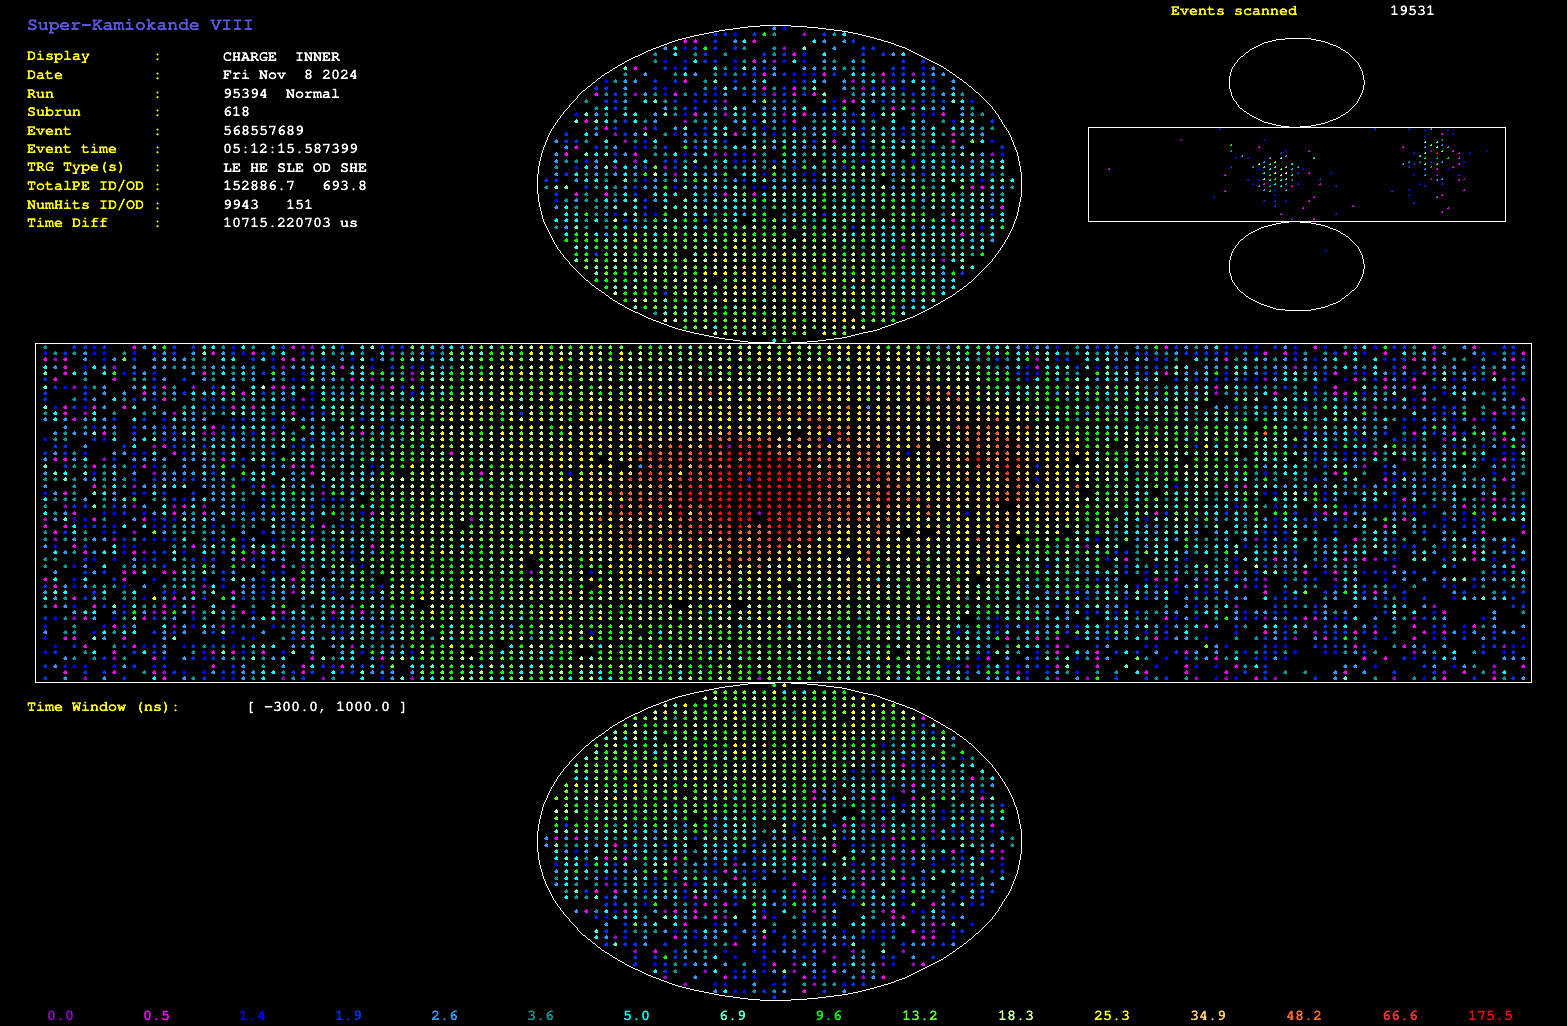 Super-Kamiokande VIII
Events scanned 19531
Display : CHARGE INNER
Date : Fri Nov 8 2024
Run : 95394 Normal
Subrun : 618
Event : 568557689
Event time : 05:12:15.587399
TRG Type(s) : LE HE SLE OD SHE
TotalPE ID/OD : 152886.7 693.8
NumHits ID/OD : 9943 151
Time Diff : 10715.220703 us
Time Window (ns): [ -300.0, 1000.0 ]
0.0 0.5 1.4 1.9 2.6 3.6 5.0 6.9 9.6 13.2 18.3 25.3 34.9 48.2 66.6 175.5